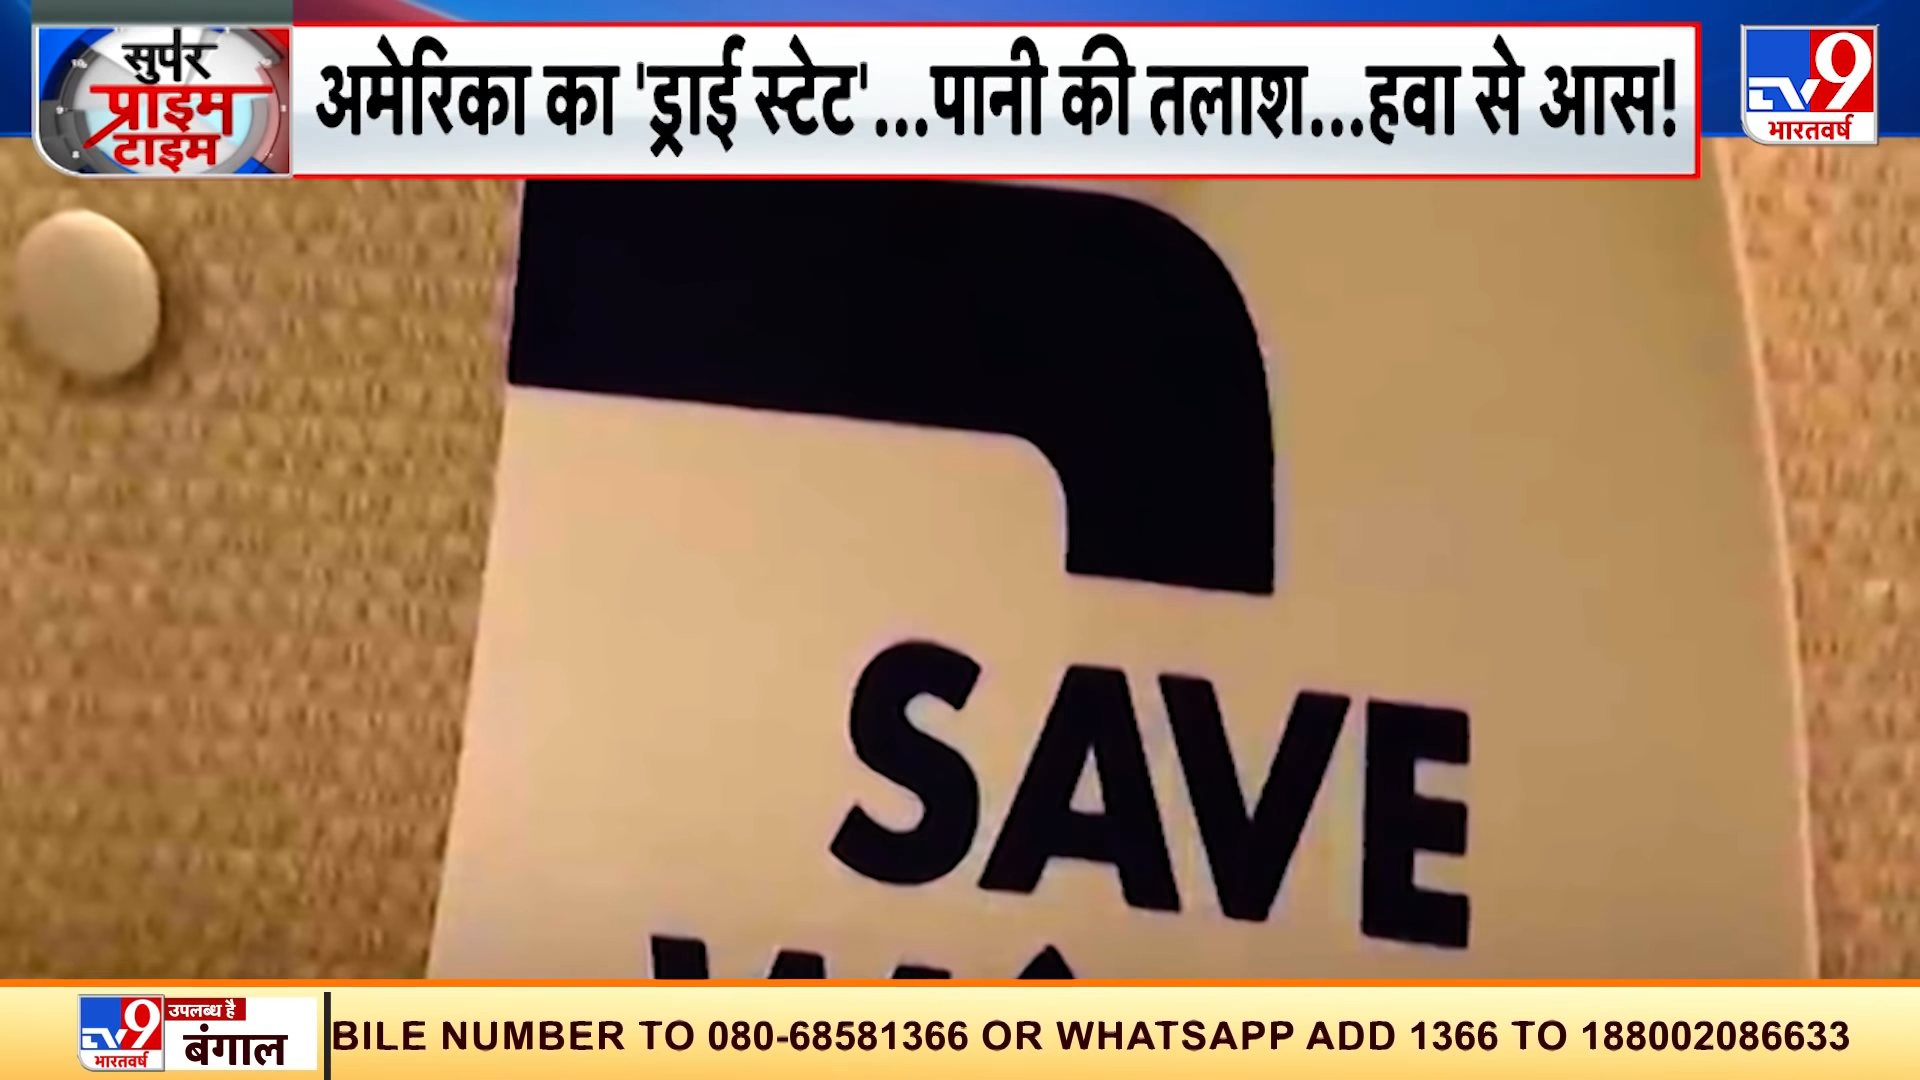 सुपर
प्राइम
टाइम
अमेरिका का 'ड्राई स्टेट'...पानी की तलाश...हवा से आस!
TV9
भारतवर्ष
SAVE
TV9
भारतवर्ष
उपलब्ध है
बंगाल
BILE NUMBER TO 080-68581366 OR WHATSAPP ADD 1366 TO 188002086633